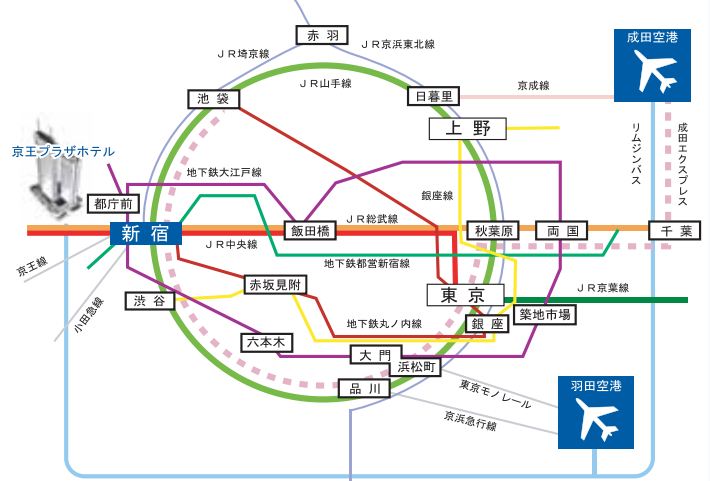 赤羽
JR京浜東北線
JR埼京線
成田空港
JR山手線
京成線
池袋
日暮里
上野
リムジンバス
成田エクスプレス
京王プラザホテル
地下鉄大江戸線
銀座線
都庁前
JR総武線
新宿
飯田橋
秋葉原
両国
千葉
JR中央線
京王線
地下鉄都営新宿線
赤坂見附
東京
JR京葉線
渋谷
小田急線
地下鉄丸ノ内線
銀座
築地市場
六本木
大門
浜松町
品川
東京モノレール
京浜急行線
羽田空港